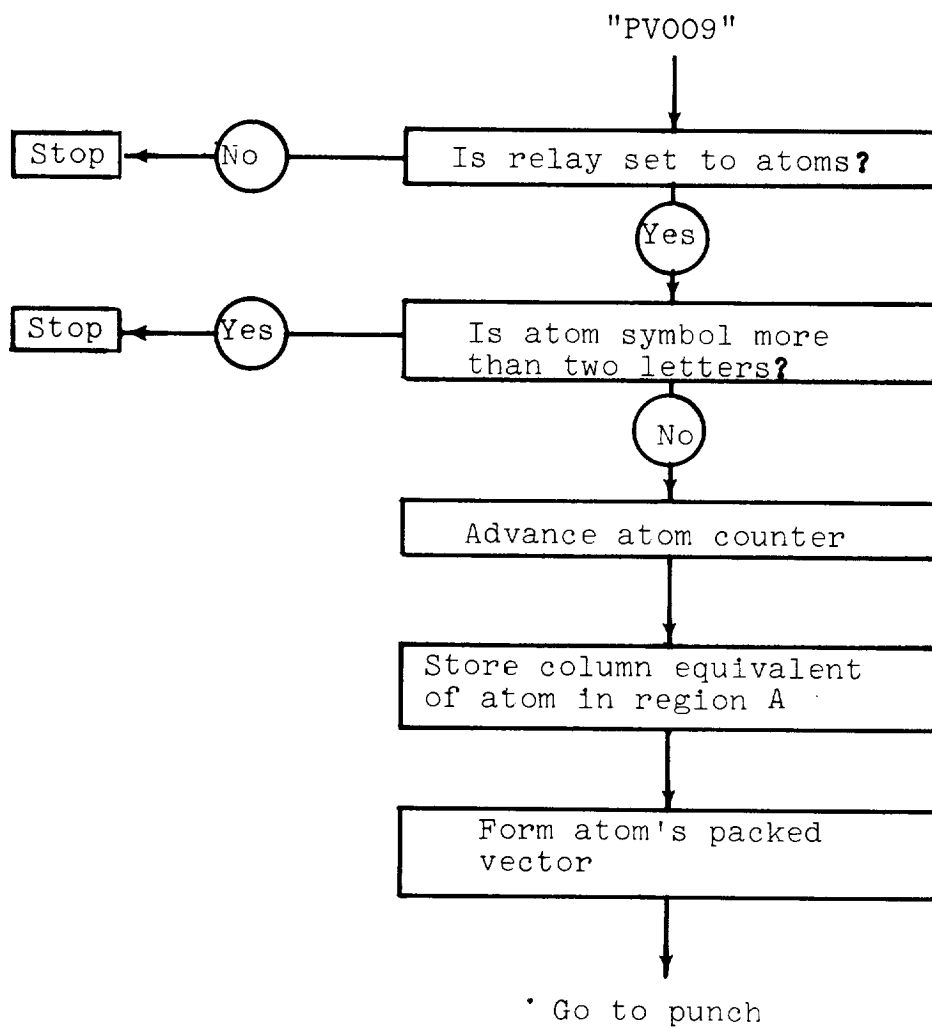 "PV009"
Stop
No
Is relay set to atoms?
Yes
Stop
Yes
Is atom symbol more
than two letters?
No
Advance atom counter
Store column equivalent
of atom in region A
Form atom's packed
vector
Go to punch